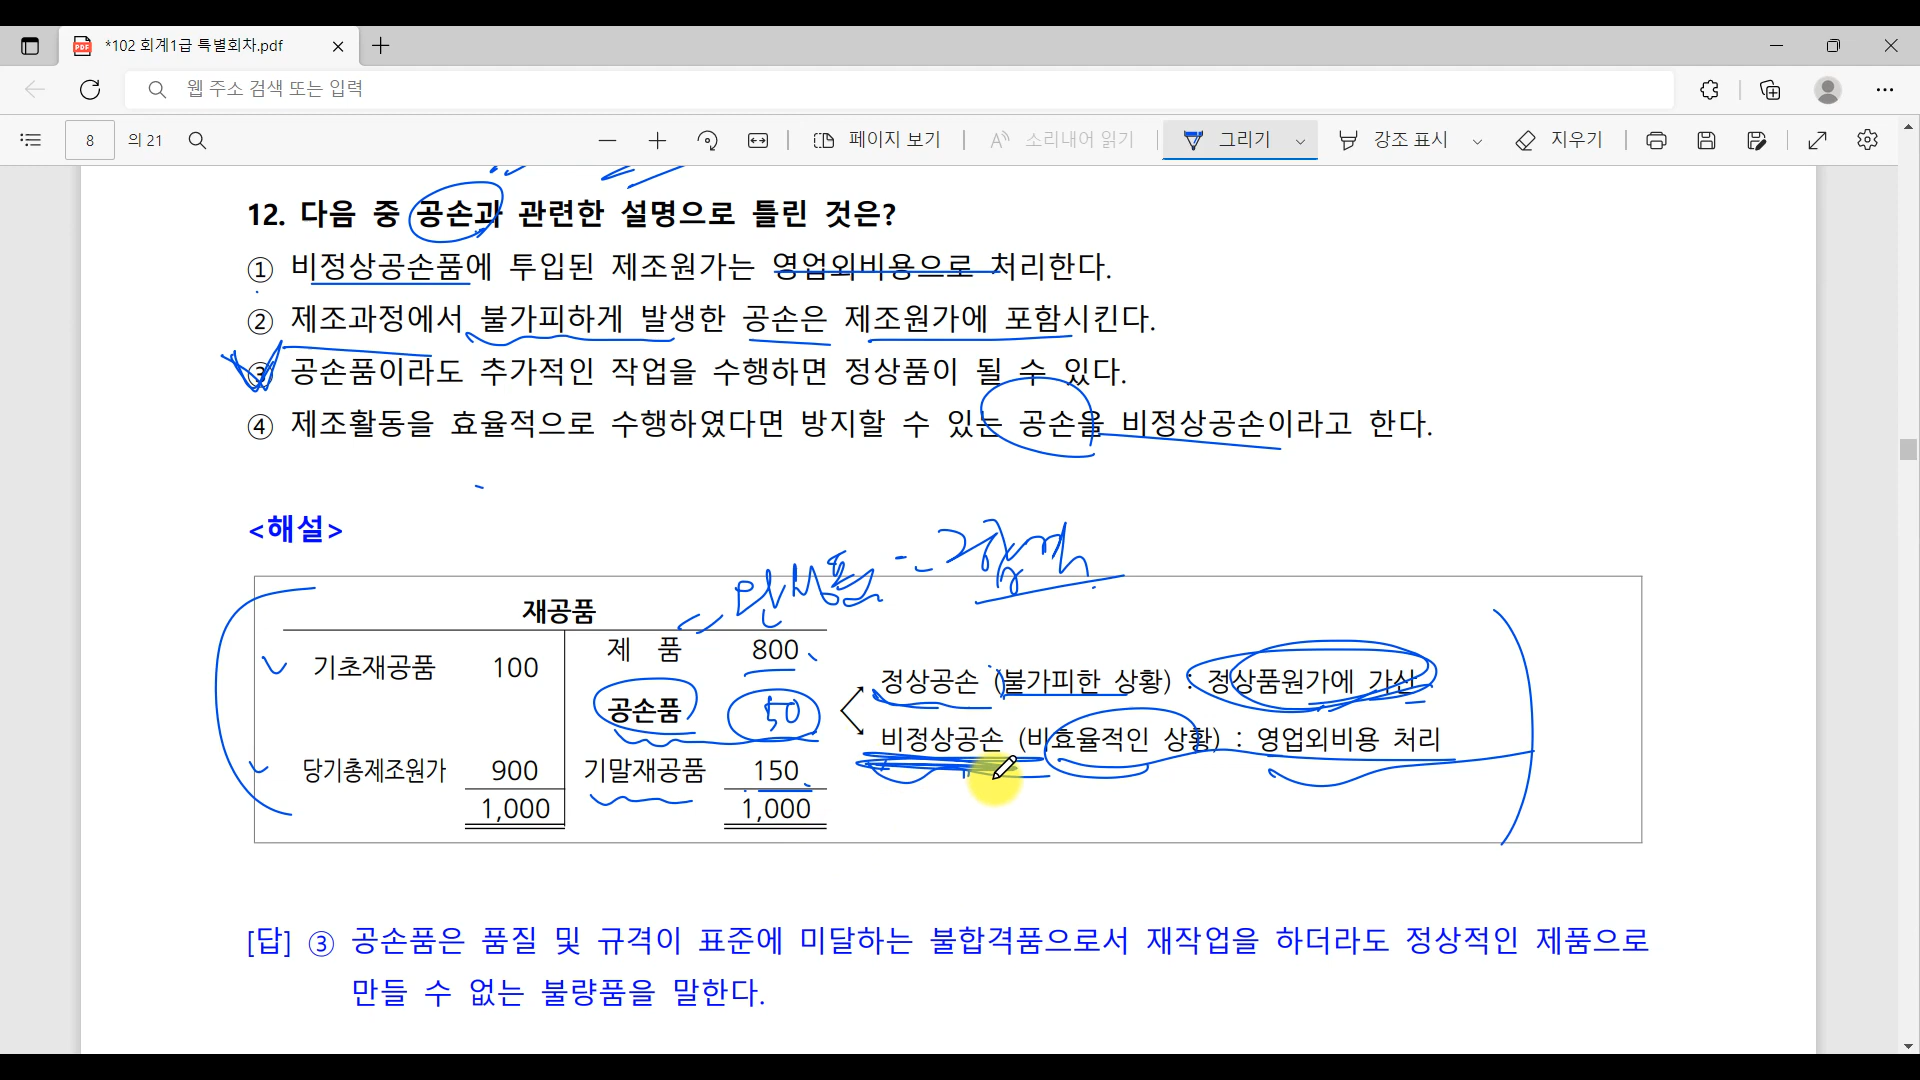 *102 회계1급 특별회차.pdf
웹 주소 검색 또는 입력
8 의 21 페이지 보기 소리내어 읽기 그리기 강조 표시 지우기
12. 다음 중 공손과 관련한 설명으로 틀린 것은?
① 비정상공손품에 투입된 제조원가는 영업외비용으로 처리한다.
② 제조과정에서 불가피하게 발생한 공손은 제조원가에 포함시킨다.
③ 공손품이라도 추가적인 작업을 수행하면 정상품이 될 수 있다.
④ 제조활동을 효율적으로 수행하였다면 방지할 수 있는 공손을 비정상공손이라고 한다.
<해설>
재공품
제 품 800
기초재공품 100
정상공손 (불가피한 상황) : 정상품원가에 가산
공손품 50
비정상공손 (비효율적인 상황) : 영업외비용 처리
당기총제조원가 900 기말재공품 150
1,000 1,000
[답] ③ 공손품은 품질 및 규격이 표준에 미달하는 불합격품으로서 재작업을 하더라도 정상적인 제품으로
만들 수 없는 불량품을 말한다.